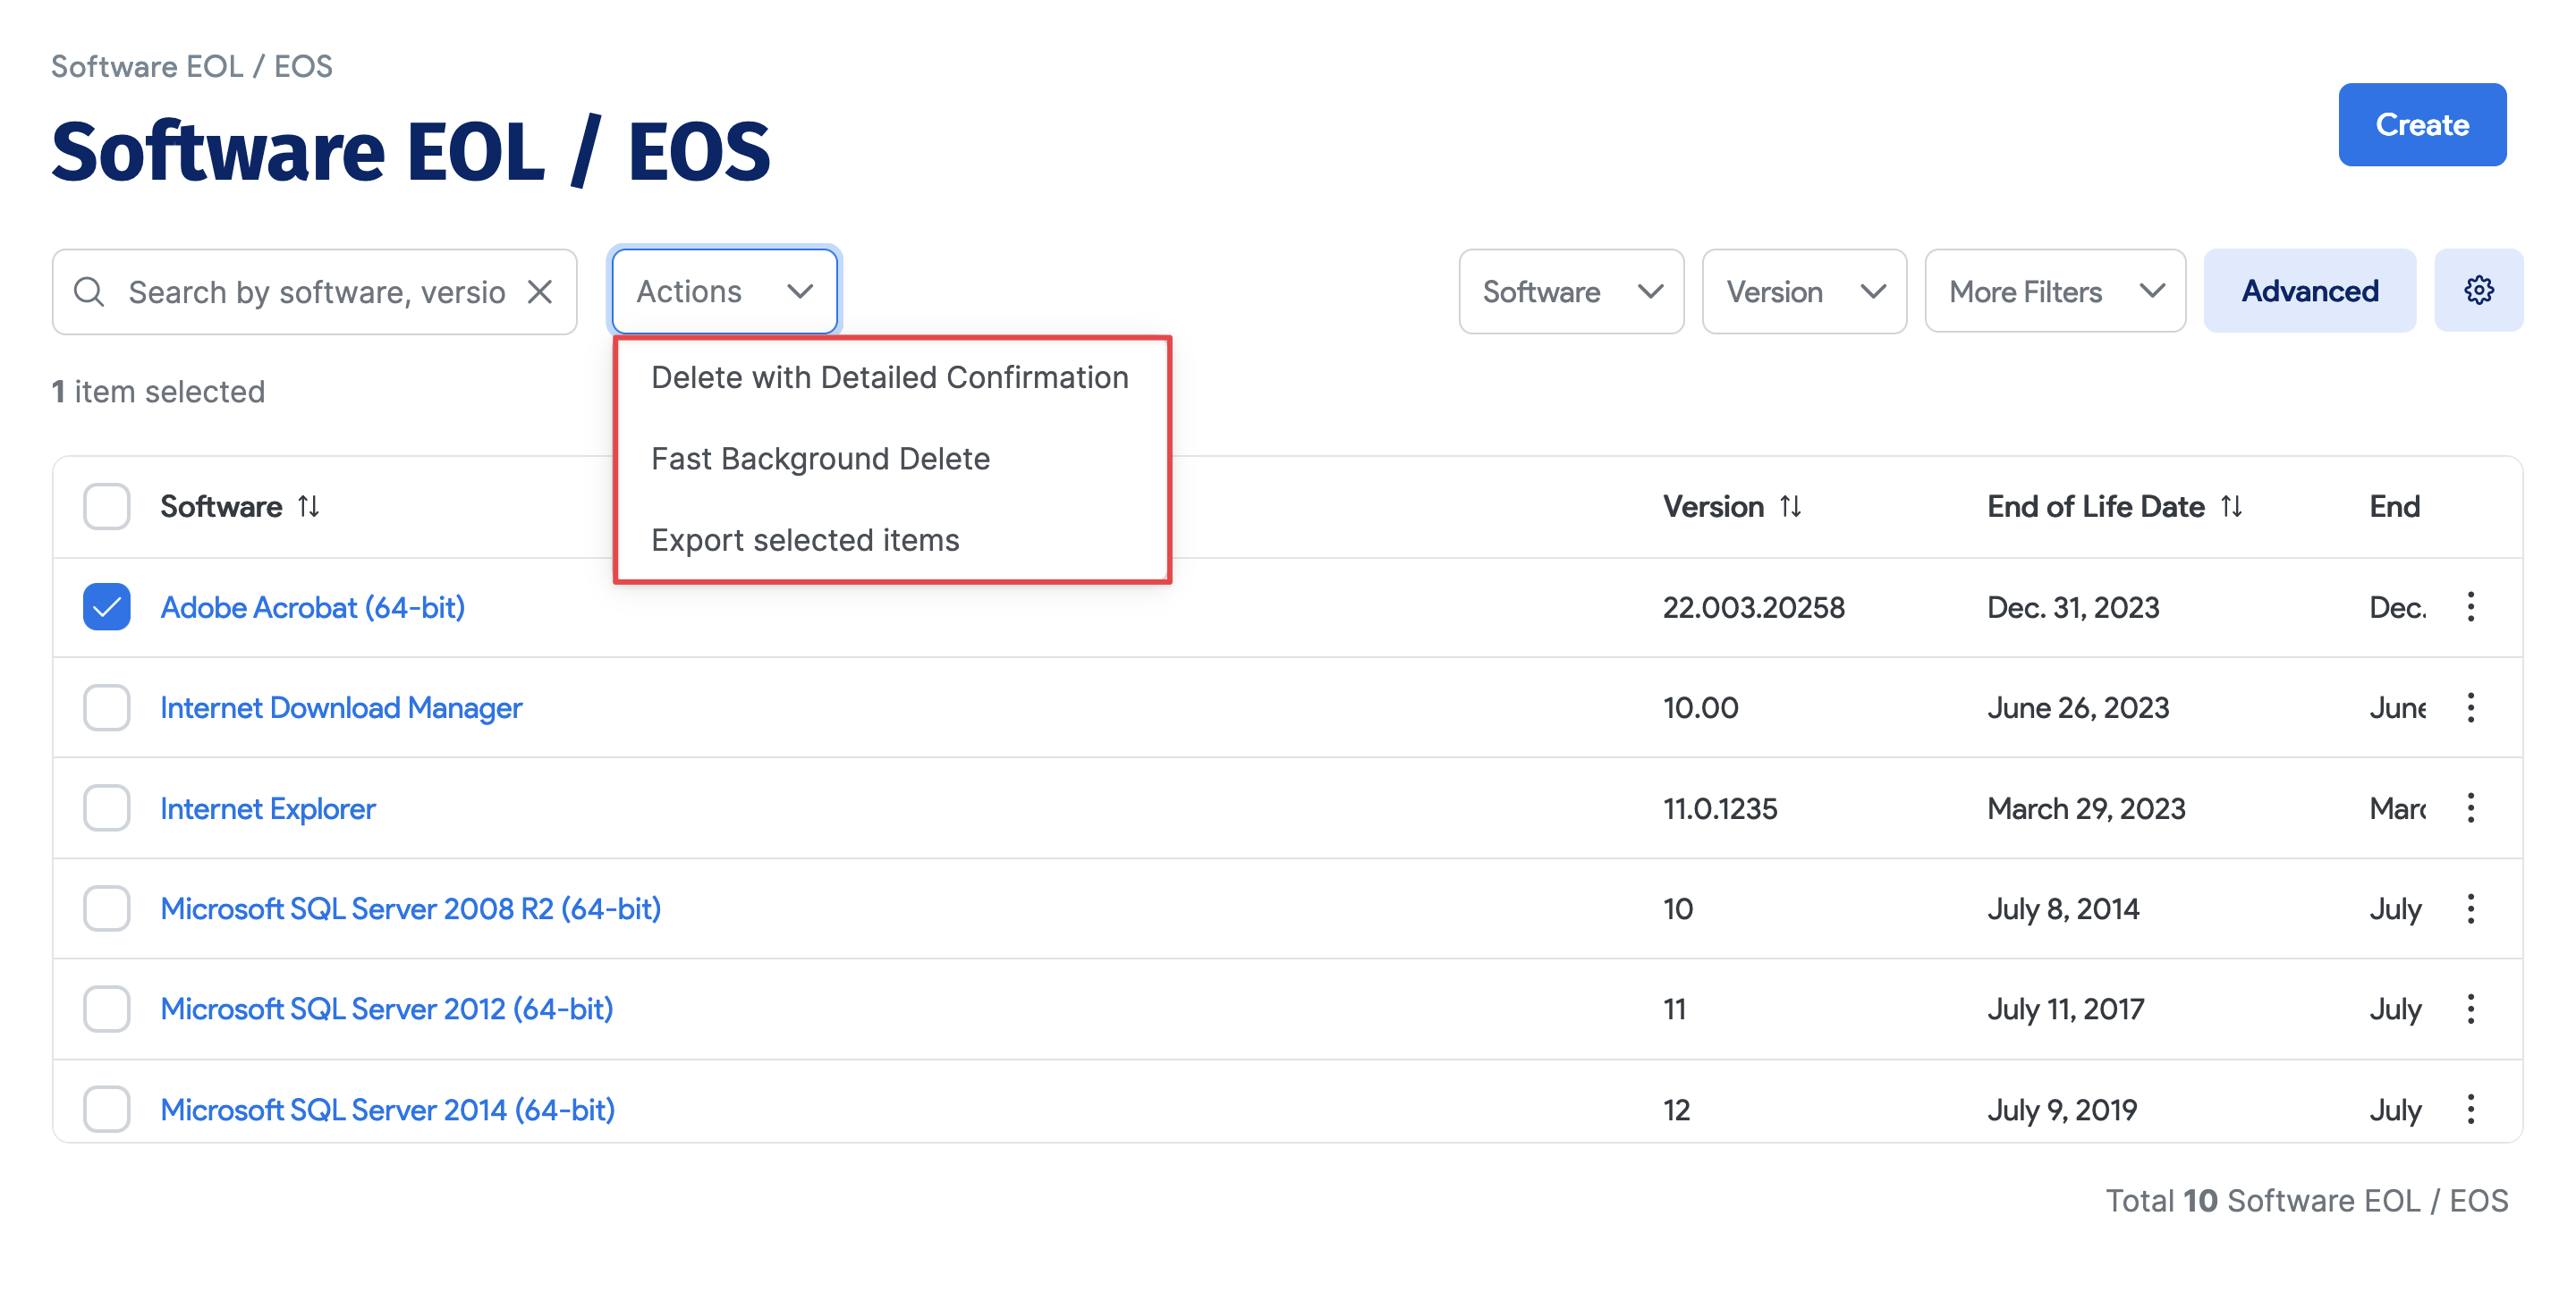 Software EOL / EOS
Software EOL / EOS
Create
Search by software, versio
Actions
Software
Version
More Filters
Advanced
Delete with Detailed Confirmation
Fast Background Delete
Export selected items
1 item selected
Software Version End of Life Date End
Adobe Acrobat (64-bit) 22.003.20258 Dec. 31, 2023 Dec.
Internet Download Manager 10.00 June 26, 2023 June
Internet Explorer 11.0.1235 March 29, 2023 Marc
Microsoft SQL Server 2008 R2 (64-bit) 10 July 8, 2014 July
Microsoft SQL Server 2012 (64-bit) 11 July 11, 2017 July
Microsoft SQL Server 2014 (64-bit) 12 July 9, 2019 July
Total 10 Software EOL / EOS